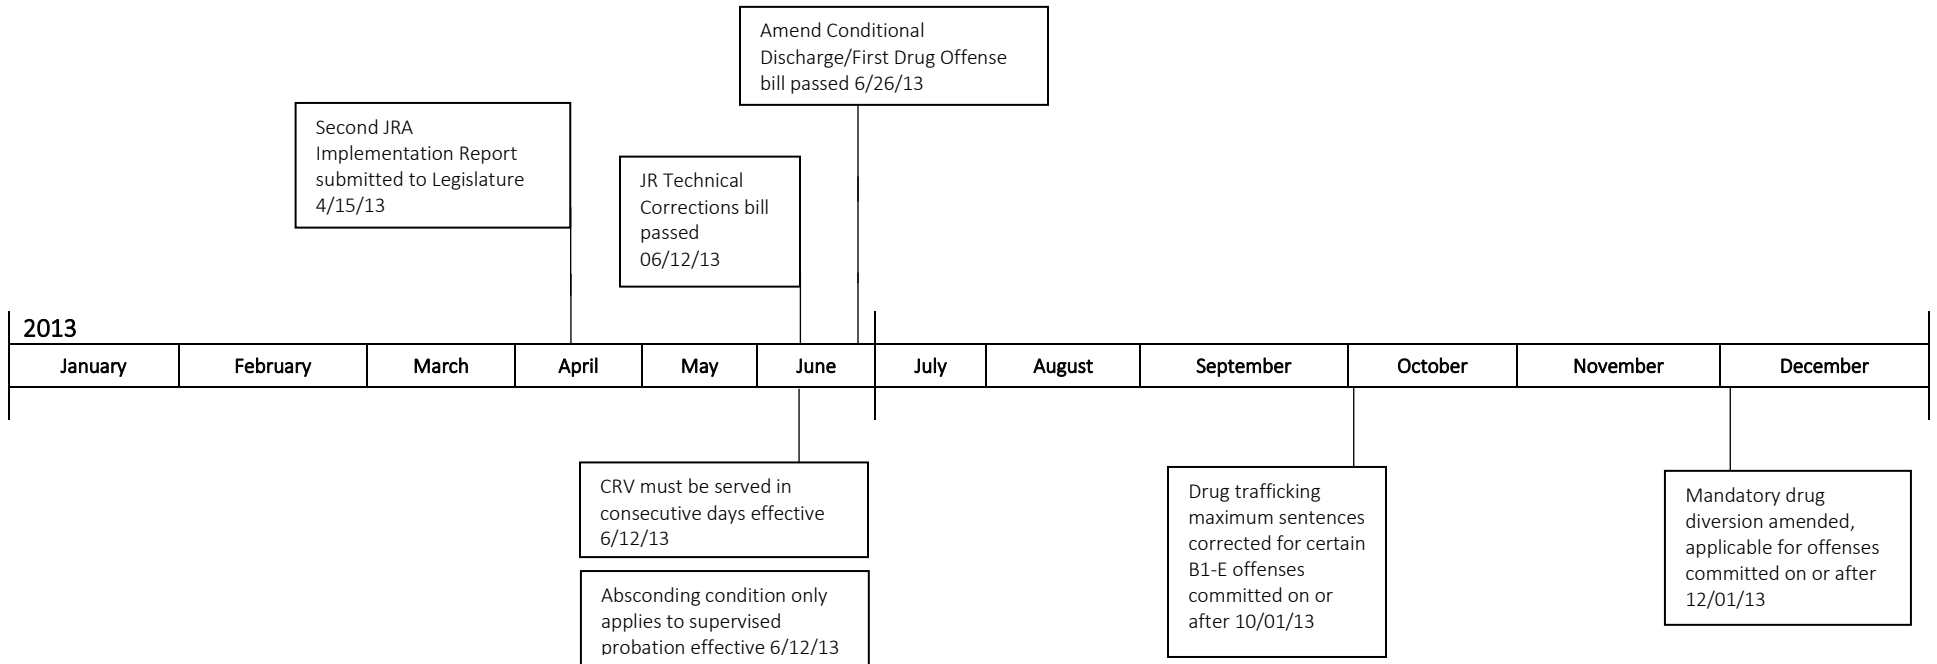 Amend Conditional
Discharge/First Drug Offense
bill passed 6/26/13
Second JRA
Implementation Report
submitted to Legislature
4/15/13
JR Technical
Corrections bill
passed
06/12/13
2013
January
February
March
April
May
June
July
August
September
October
November
December
CRV must be served in
consecutive days effective
6/12/13
Absconding condition only
applies to supervised
probation effective 6/12/13
Drug trafficking
maximum sentences
corrected for certain
B1-E offenses
committed on or
after 10/01/13
Mandatory drug
diversion amended,
applicable for offenses
committed on or after
12/01/13